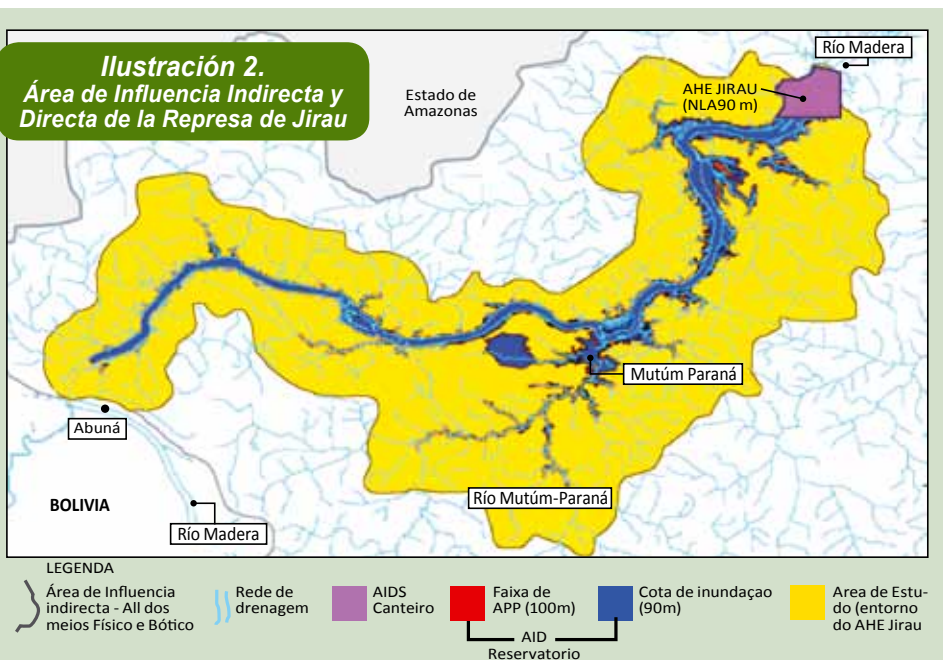 Ilustración 2.
Área de Influencia Indirecta y
Directa de la Represa de Jirau
Estado de
Amazonas
Río Madera
AHE JIRAU
(NLA90 m)
Mutúm Paraná
Abuná
BOLIVIA
Río Madera
Río Mutúm-Paraná
LEGENDA
Área de Influencia
indirecta - All dos
meios Físico e Bótico
Rede de
drenagem
AIDS
Canteiro
Faixa de
APP (100m)
Cota de inundaçao
(90m)
AID
Reservatorio
Area de Estu-
do (entorno
do AHE Jirau